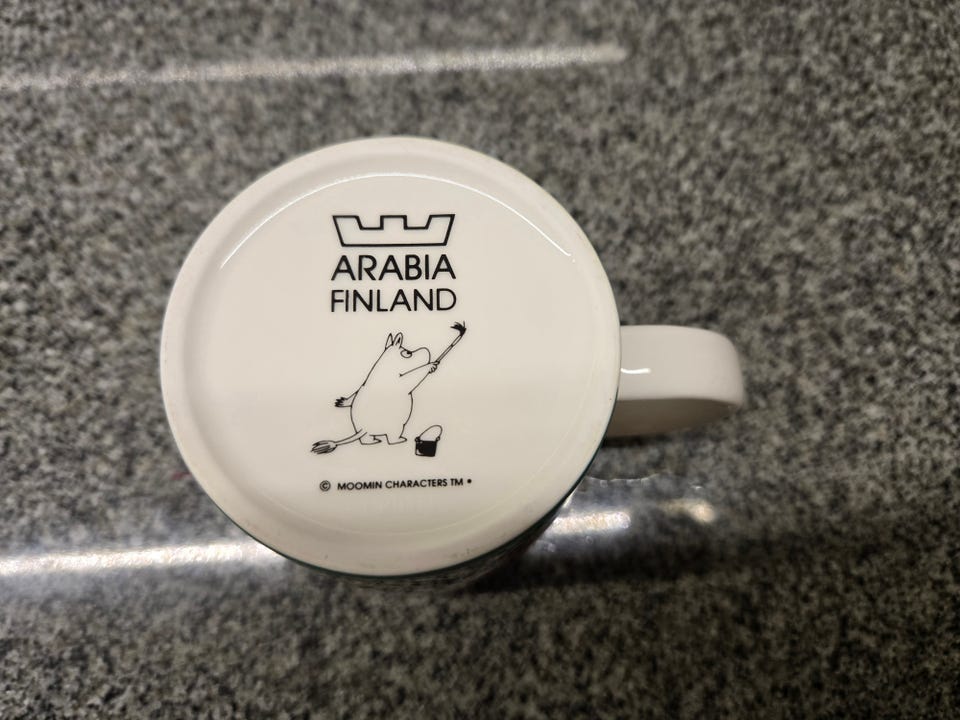 ARABIA
FINLAND
© MOOMIN CHARACTERS TM •